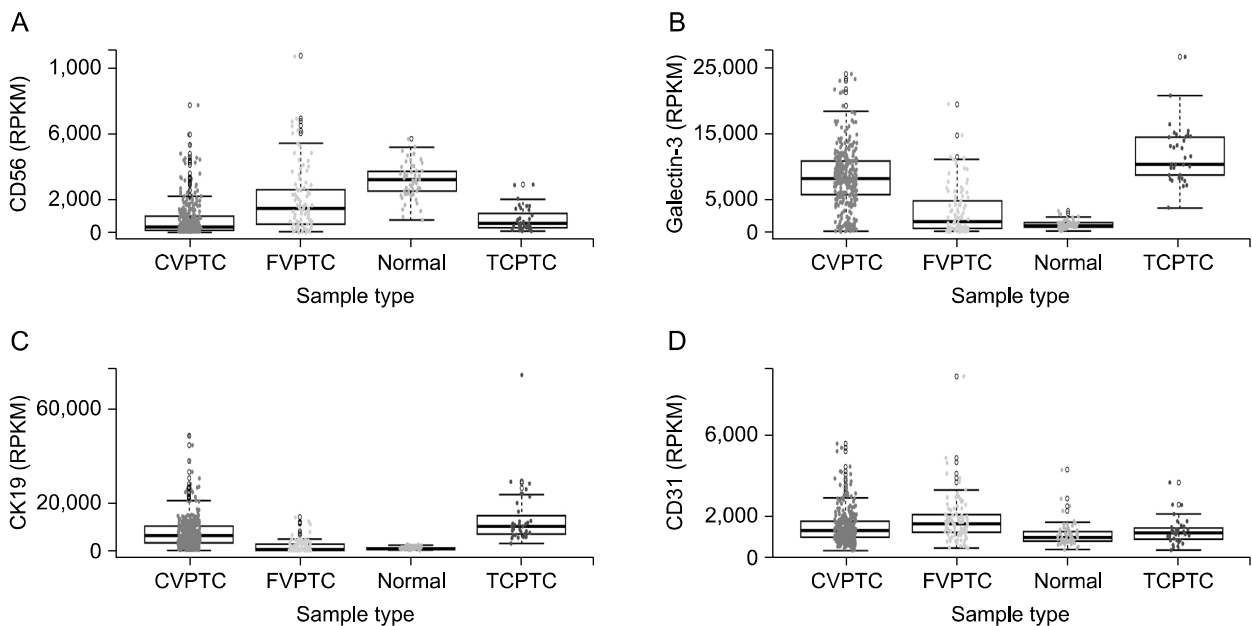 A
CD56 (RPKM)
1,000
6,000
2,000
0
CVPTC FVPTC Normal TCPTC
Sample type
B
Galectin-3 (RPKM)
25,000
15,000
5,000
0
CVPTC FVPTC Normal TCPTC
Sample type
C
CK19 (RPKM)
60,000
20,000
0
CVPTC FVPTC Normal TCPTC
Sample type
D
CD31 (RPKM)
6,000
2,000
0
CVPTC FVPTC Normal TCPTC
Sample type